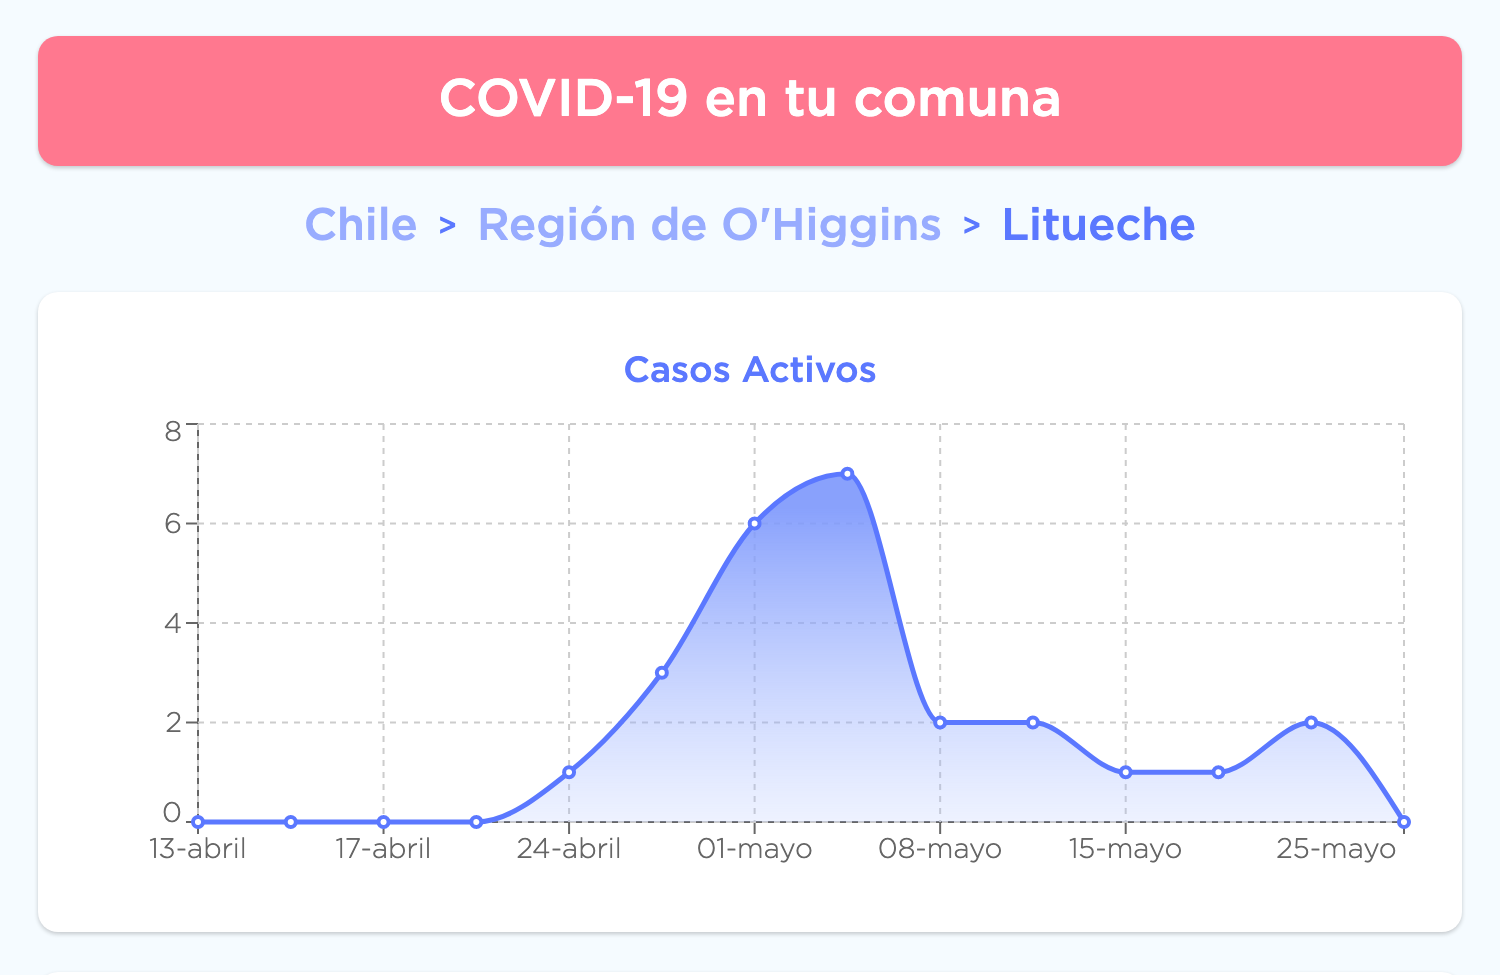 COVID-19 en tu comuna
Chile > Región de O'Higgins > Litueche
Casos Activos
8
6
4
2
0
13-abril 17-abril 24-abril 01-mayo 08-mayo 15-mayo 25-mayo